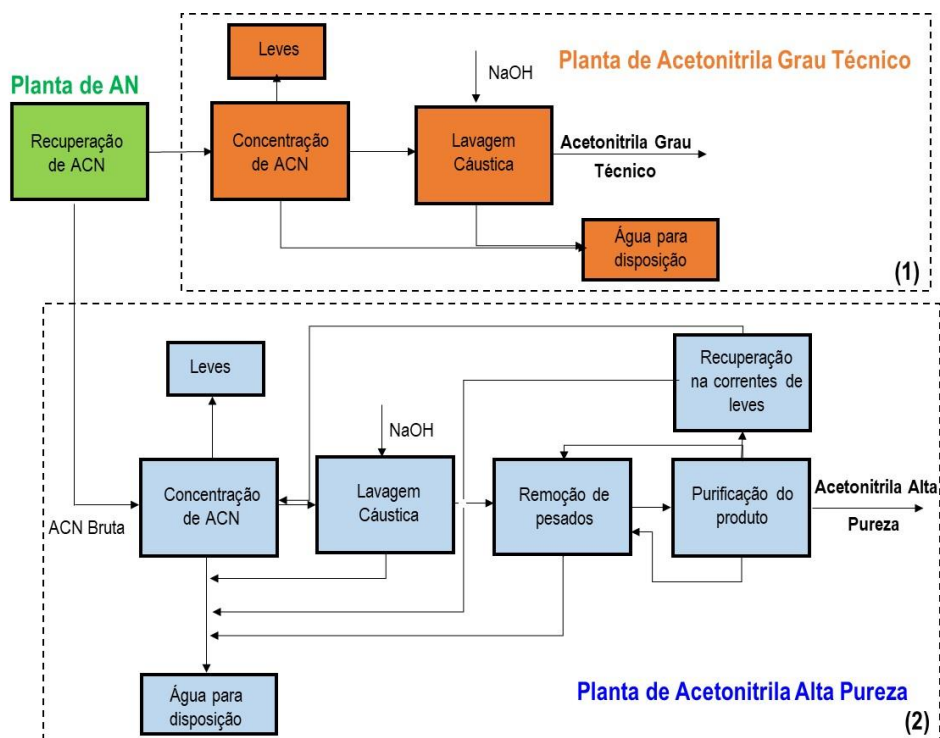 Planta de AN
Recuperação
de ACN
Leves
NaOH
Planta de Acetonitrila Grau Técnico
Concentração
de ACN
Lavagem
Cáustica
Acetonitrila Grau
Técnico
Água para
disposição
(1)
Leves
NaOH
Recuperação
na correntes de
leves
ACN Bruta
Concentração
de ACN
Lavagem
Cáustica
Remoção de
pesados
Purificação do
produto
Acetonitrila Alta
Pureza
Água para
disposição
Planta de Acetonitrila Alta Pureza
(2)